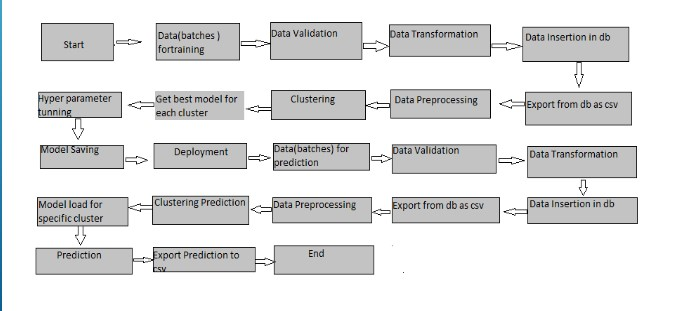 Start
Data(batches )
fortraining
Data Validation
Data Transformation
Data Insertion in db
Export from db as csv
Data Preprocessing
Clustering
Get best model for
each cluster
Hyper parameter
tunning
Model Saving
Deployment
Data(batches) for
prediction
Data Validation
Data Transformation
Data Insertion in db
Export from db as csv
Data Preprocessing
Clustering Prediction
Model load for
specific cluster
Prediction
Export Prediction to
csv
End